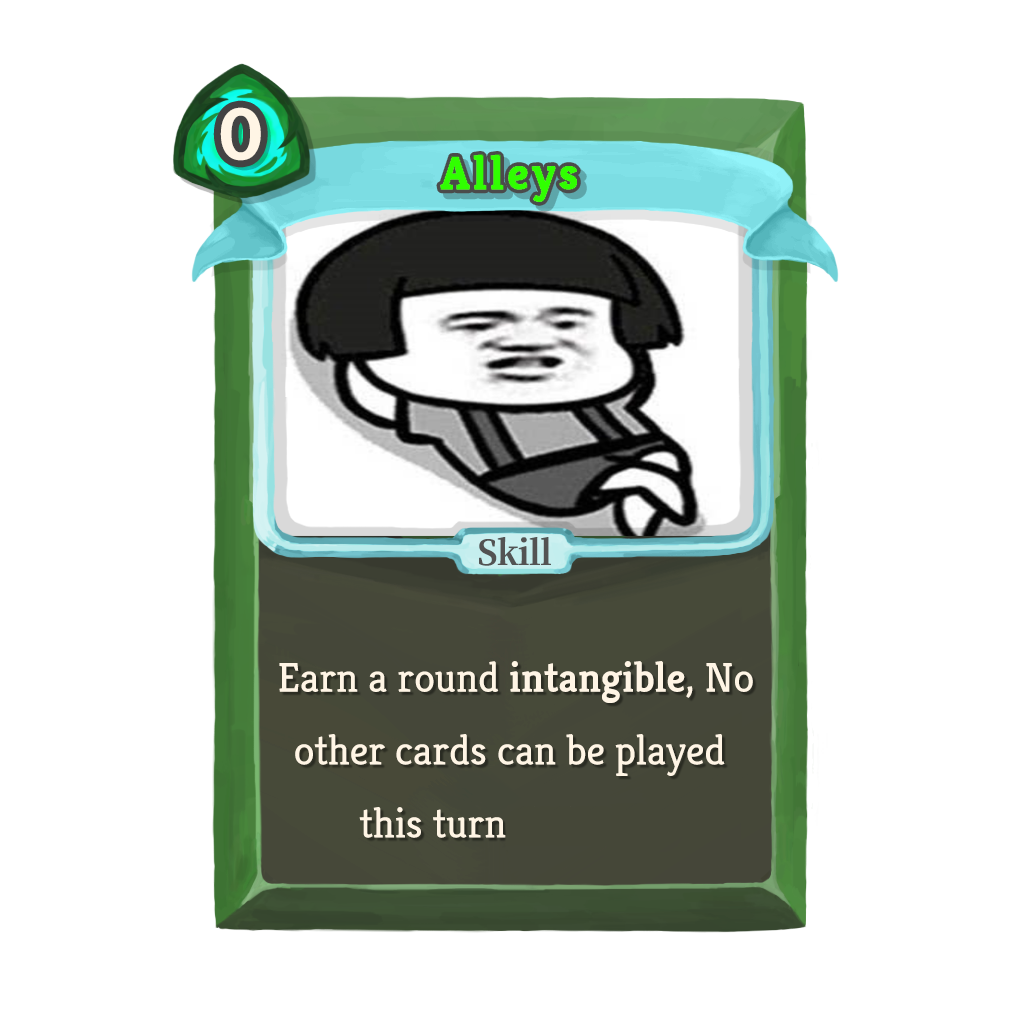 0
Alleys
Skill
Earn a round intangible, No
other cards can be played
this turn